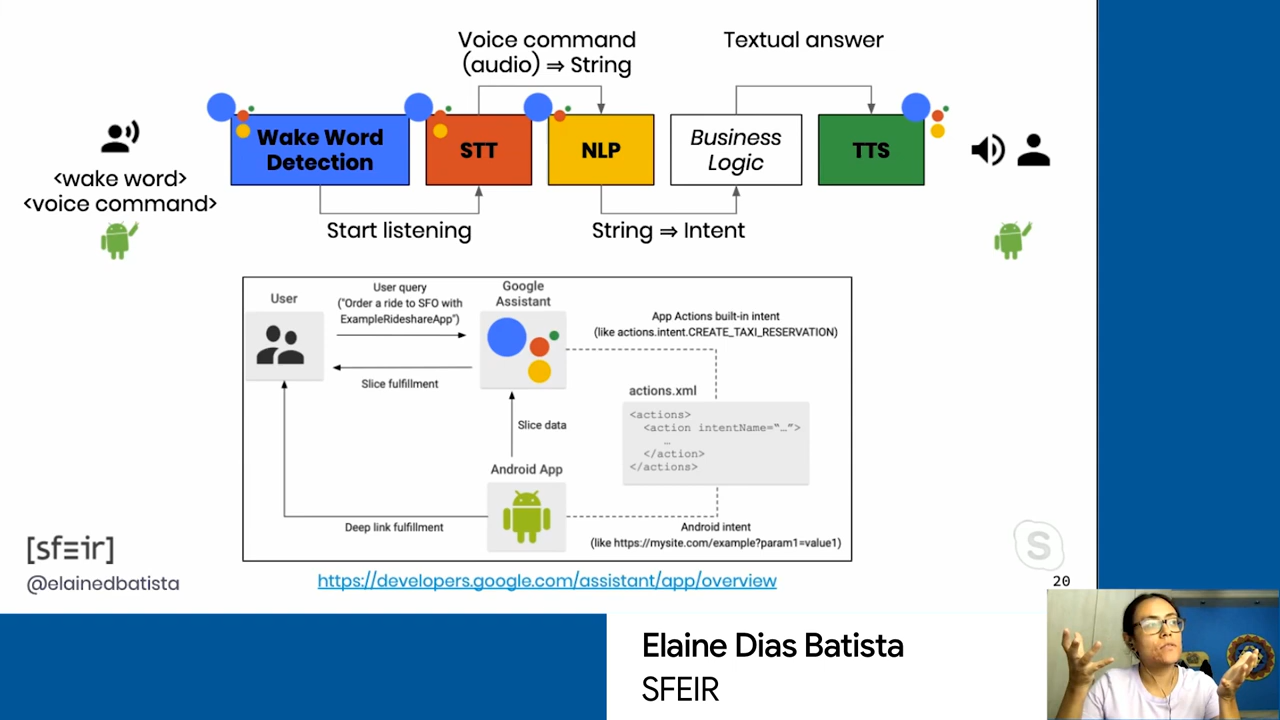 Voice command
(audio) ⇒ String
Textual answer
Wake Word
Detection
STT
NLP
Business
Logic
TTS
<wake word>
<voice command>
Start listening
String ⇒ Intent
User
User query
("Order a ride to SFO with
ExampleRideshareApp")
Google
Assistant
App Actions built-in intent
(like actions.intent.CREATE_TAXI_RESERVATION)
Slice fulfillment
actions.xml
<actions>
<action intentName="…">
…
</action>
</actions>
Slice data
Android App
Deep link fulfillment
Android intent
(like https://mysite.com/example?param1=value1)
[sfeir]
@elainedbatista
https://developers.google.com/assistant/app/overview
S
20
Elaine Dias Batista
SFEIR